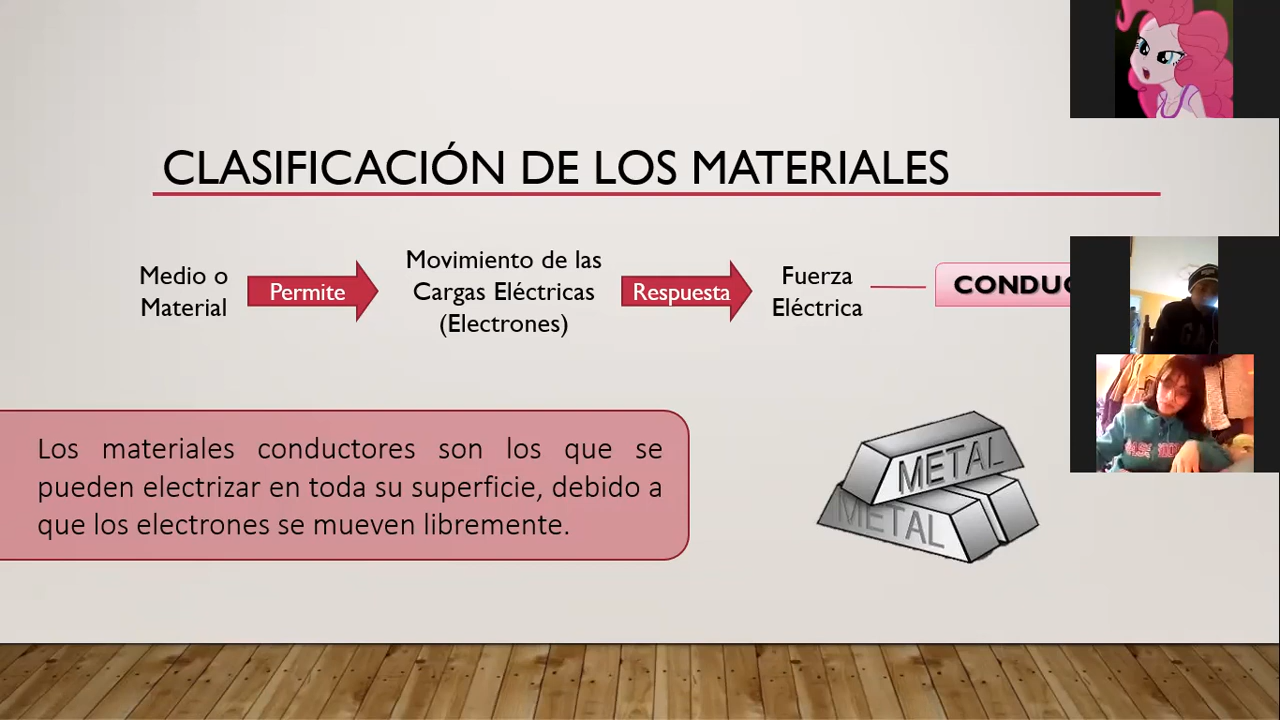 CLASIFICACIÓN DE LOS MATERIALES
Medio o
Material
Permite
Movimiento de las
Cargas Eléctricas
(Electrones)
Respuesta
Fuerza
Eléctrica
CONDUC
Los materiales conductores son los que se
pueden electrizar en toda su superficie, debido a
que los electrones se mueven libremente.
METAL
METAL